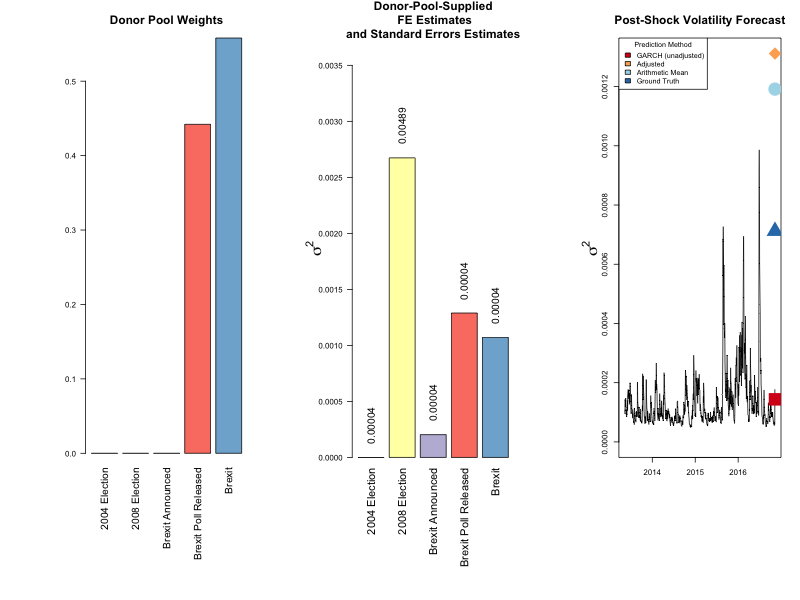 Donor Pool Weights
0.5
0.4
0.3
0.2
0.1
0.0
2004 Election
2008 Election
Brexit Announced
Brexit Poll Released
Brexit
Donor-Pool-Supplied
FE Estimates
and Standard Errors Estimates
σ²
0.0035
0.0030
0.0025
0.0020
0.0015
0.0010
0.0005
0.0000
0.00004
0.00489
0.00004
0.00004
0.00004
2004 Election
2008 Election
Brexit Announced
Brexit Poll Released
Brexit
Post-Shock Volatility Forecast
Prediction Method
GARCH (unadjusted)
Adjusted
Arithmetic Mean
Ground Truth
σ²
0.0012
0.0010
0.0008
0.0006
0.0004
0.0002
0.0000
2014
2015
2016